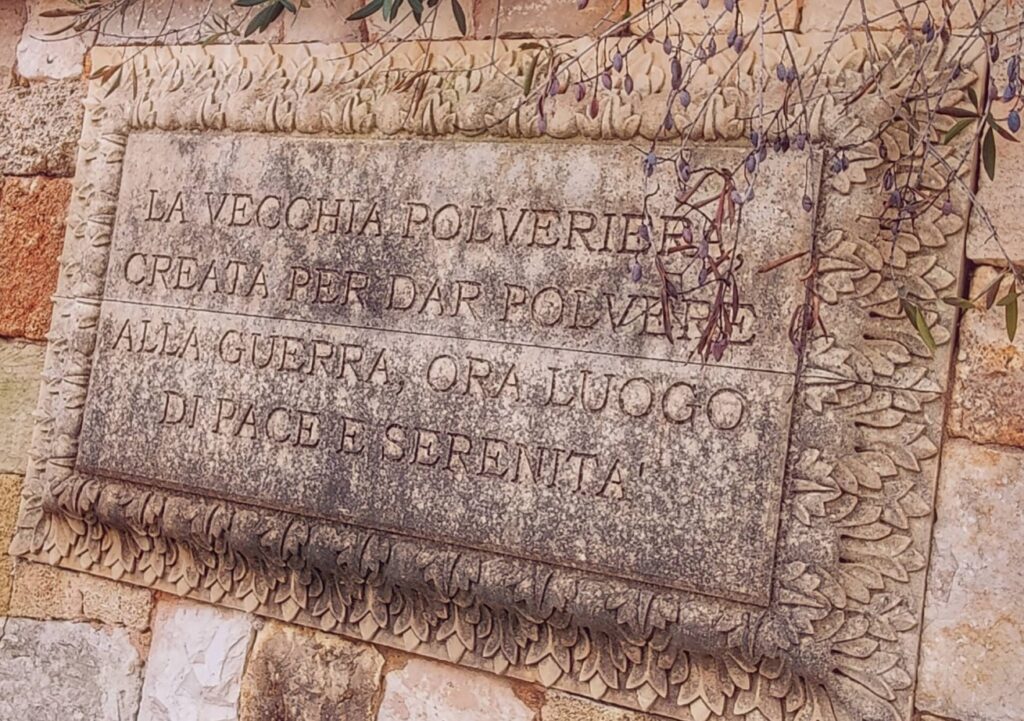 LA VECCHIA POLVERIERA
CREATA PER DAR POLVERE
ALLA GUERRA, ORA LUOGO
DI PACE E SERENITA'